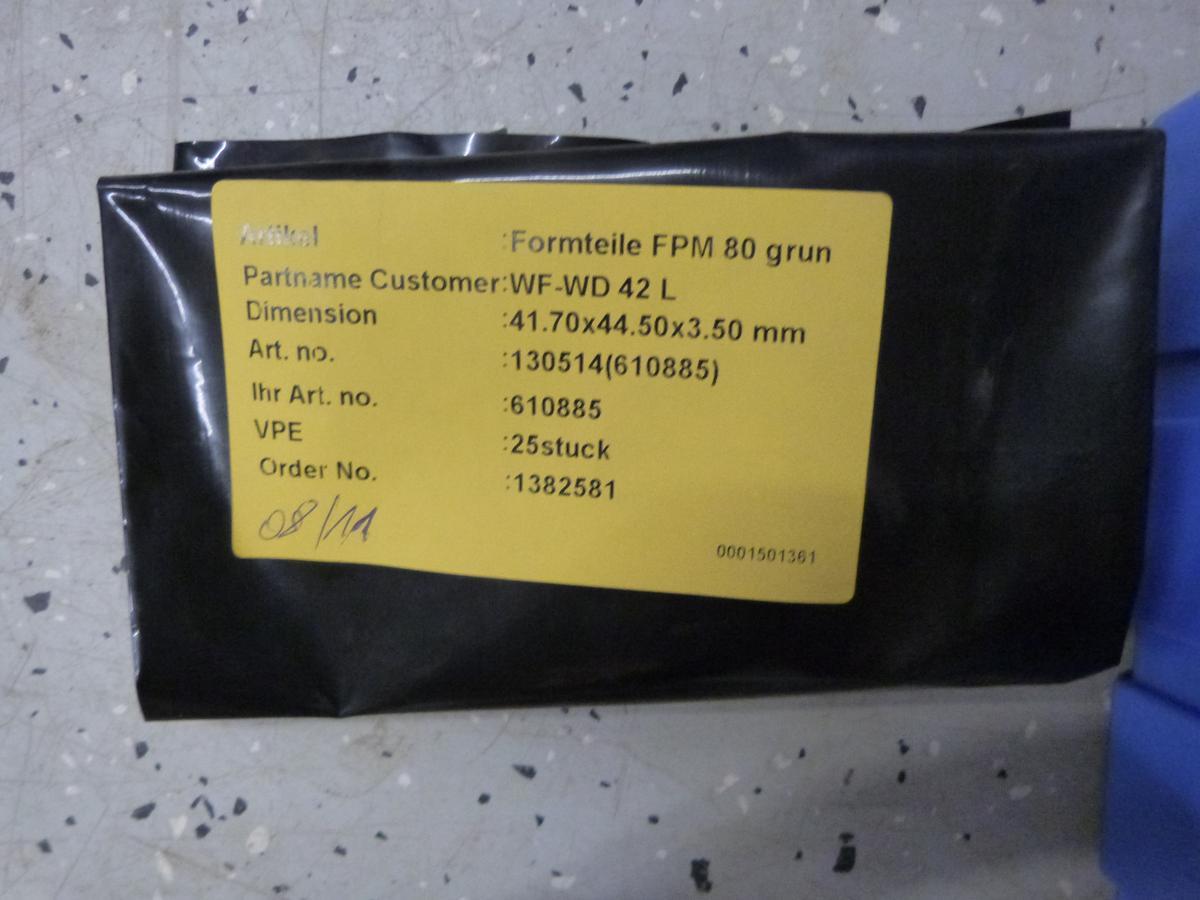 Artikel :Formteile FPM 80 grun
Partname Customer:WF-WD 42 L
Dimension :41.70x44.50x3.50 mm
Art. no. :130514(610885)
Ihr Art. no. :610885
VPE :25stuck
Order No. :1382581
08/11
0001501361